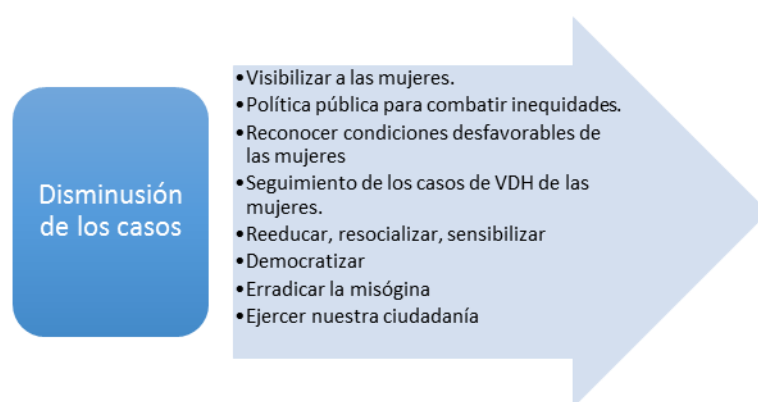 Disminusión
de los casos
•Visibilizar a las mujeres.
•Política pública para combatir inequidades.
•Reconocer condiciones desfavorables de
las mujeres
•Seguimiento de los casos de VDH de las
mujeres.
•Reeducar, resocializar, sensibilizar
•Democratizar
•Erradicar la misógina
•Ejercer nuestra ciudadanía